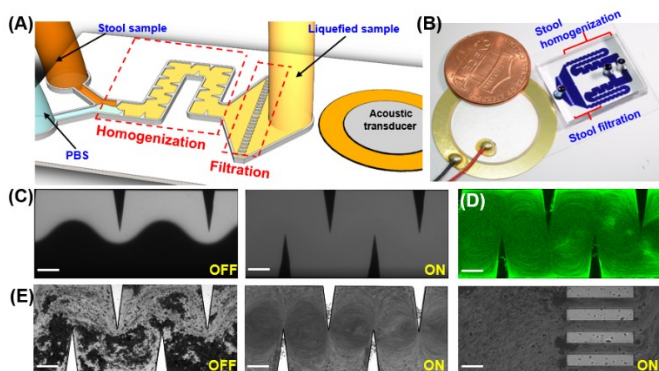 (A)
Stool sample
Liquefied sample
Homogenization
PBS
Filtration
Acoustic
transducer
(B)
Stool
homogenization
Stool filtration
(C)
OFF
ON
(D)
(E)
OFF
ON
ON